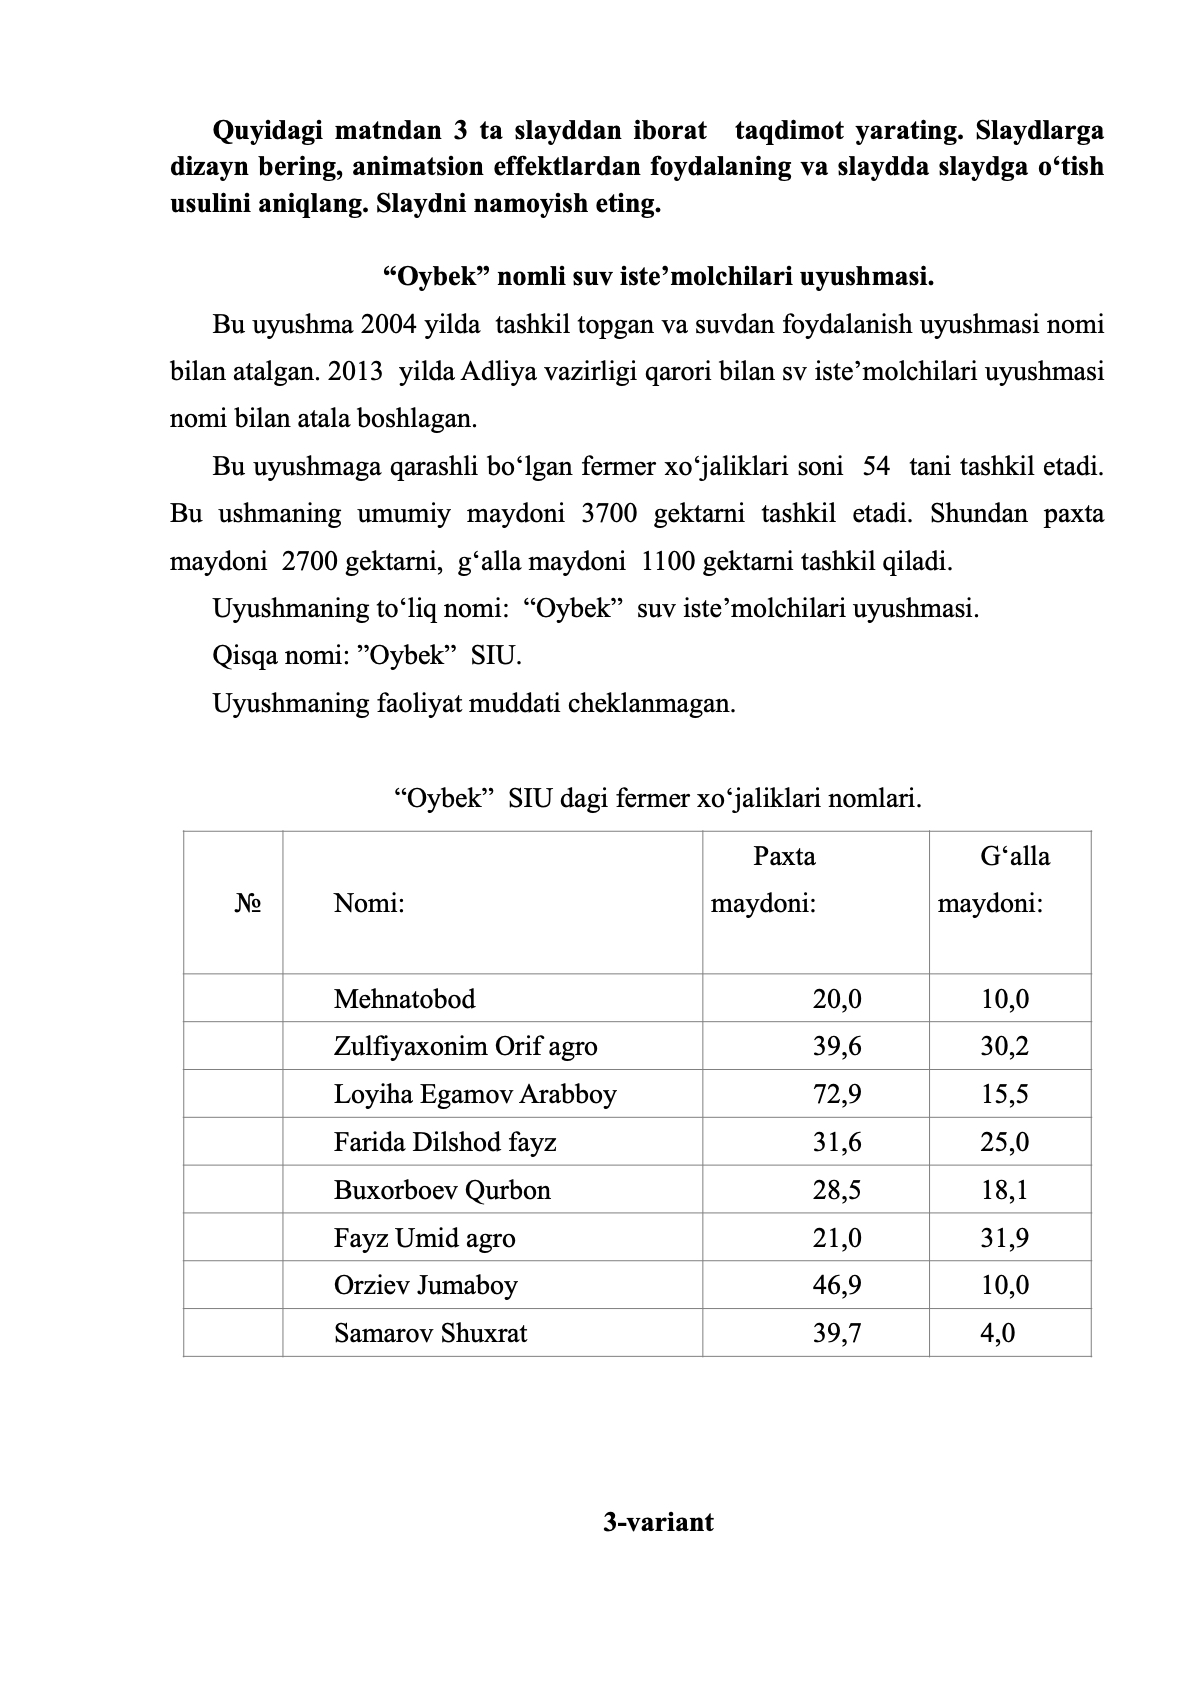 Quyidagi matndan 3 ta slayddan iborat  taqdimot yarating. Slaydlarga
dizayn bering, animatsion effektlardan foydalaning va slaydda slaydga o‘tish
usulini aniqlang. Slaydni namoyish eting.
“Oybek” nomli suv iste’molchilari uyushmasi.
Bu uyushma 2004 yilda  tashkil topgan va suvdan foydalanish uyushmasi nomi
bilan atalgan. 2013  yilda Adliya vazirligi qarori bilan sv iste’molchilari uyushmasi
nomi bilan atala boshlagan.
Bu uyushmaga qarashli bo‘lgan fermer xo‘jaliklari soni  54  tani tashkil etadi.
Bu ushmaning umumiy maydoni 3700 gektarni tashkil etadi. Shundan paxta
maydoni  2700 gektarni,  g‘alla maydoni  1100 gektarni tashkil qiladi.
Uyushmaning to‘liq nomi:  “Oybek”  suv iste’molchilari uyushmasi.
Qisqa nomi: ”Oybek”  SIU.
Uyushmaning faoliyat muddati cheklanmagan.
“Oybek”  SIU dagi fermer xo‘jaliklari nomlari.
№ Nomi: Paxta maydoni: G‘alla maydoni:
Mehnatobod 20,0 10,0
Zulfiyaxonim Orif agro 39,6 30,2
Loyiha Egamov Arabboy 72,9 15,5
Farida Dilshod fayz 31,6 25,0
Buxorboev Qurbon 28,5 18,1
Fayz Umid agro 21,0 31,9
Orziev Jumaboy 46,9 10,0
Samarov Shuxrat 39,7 4,0
3-variant